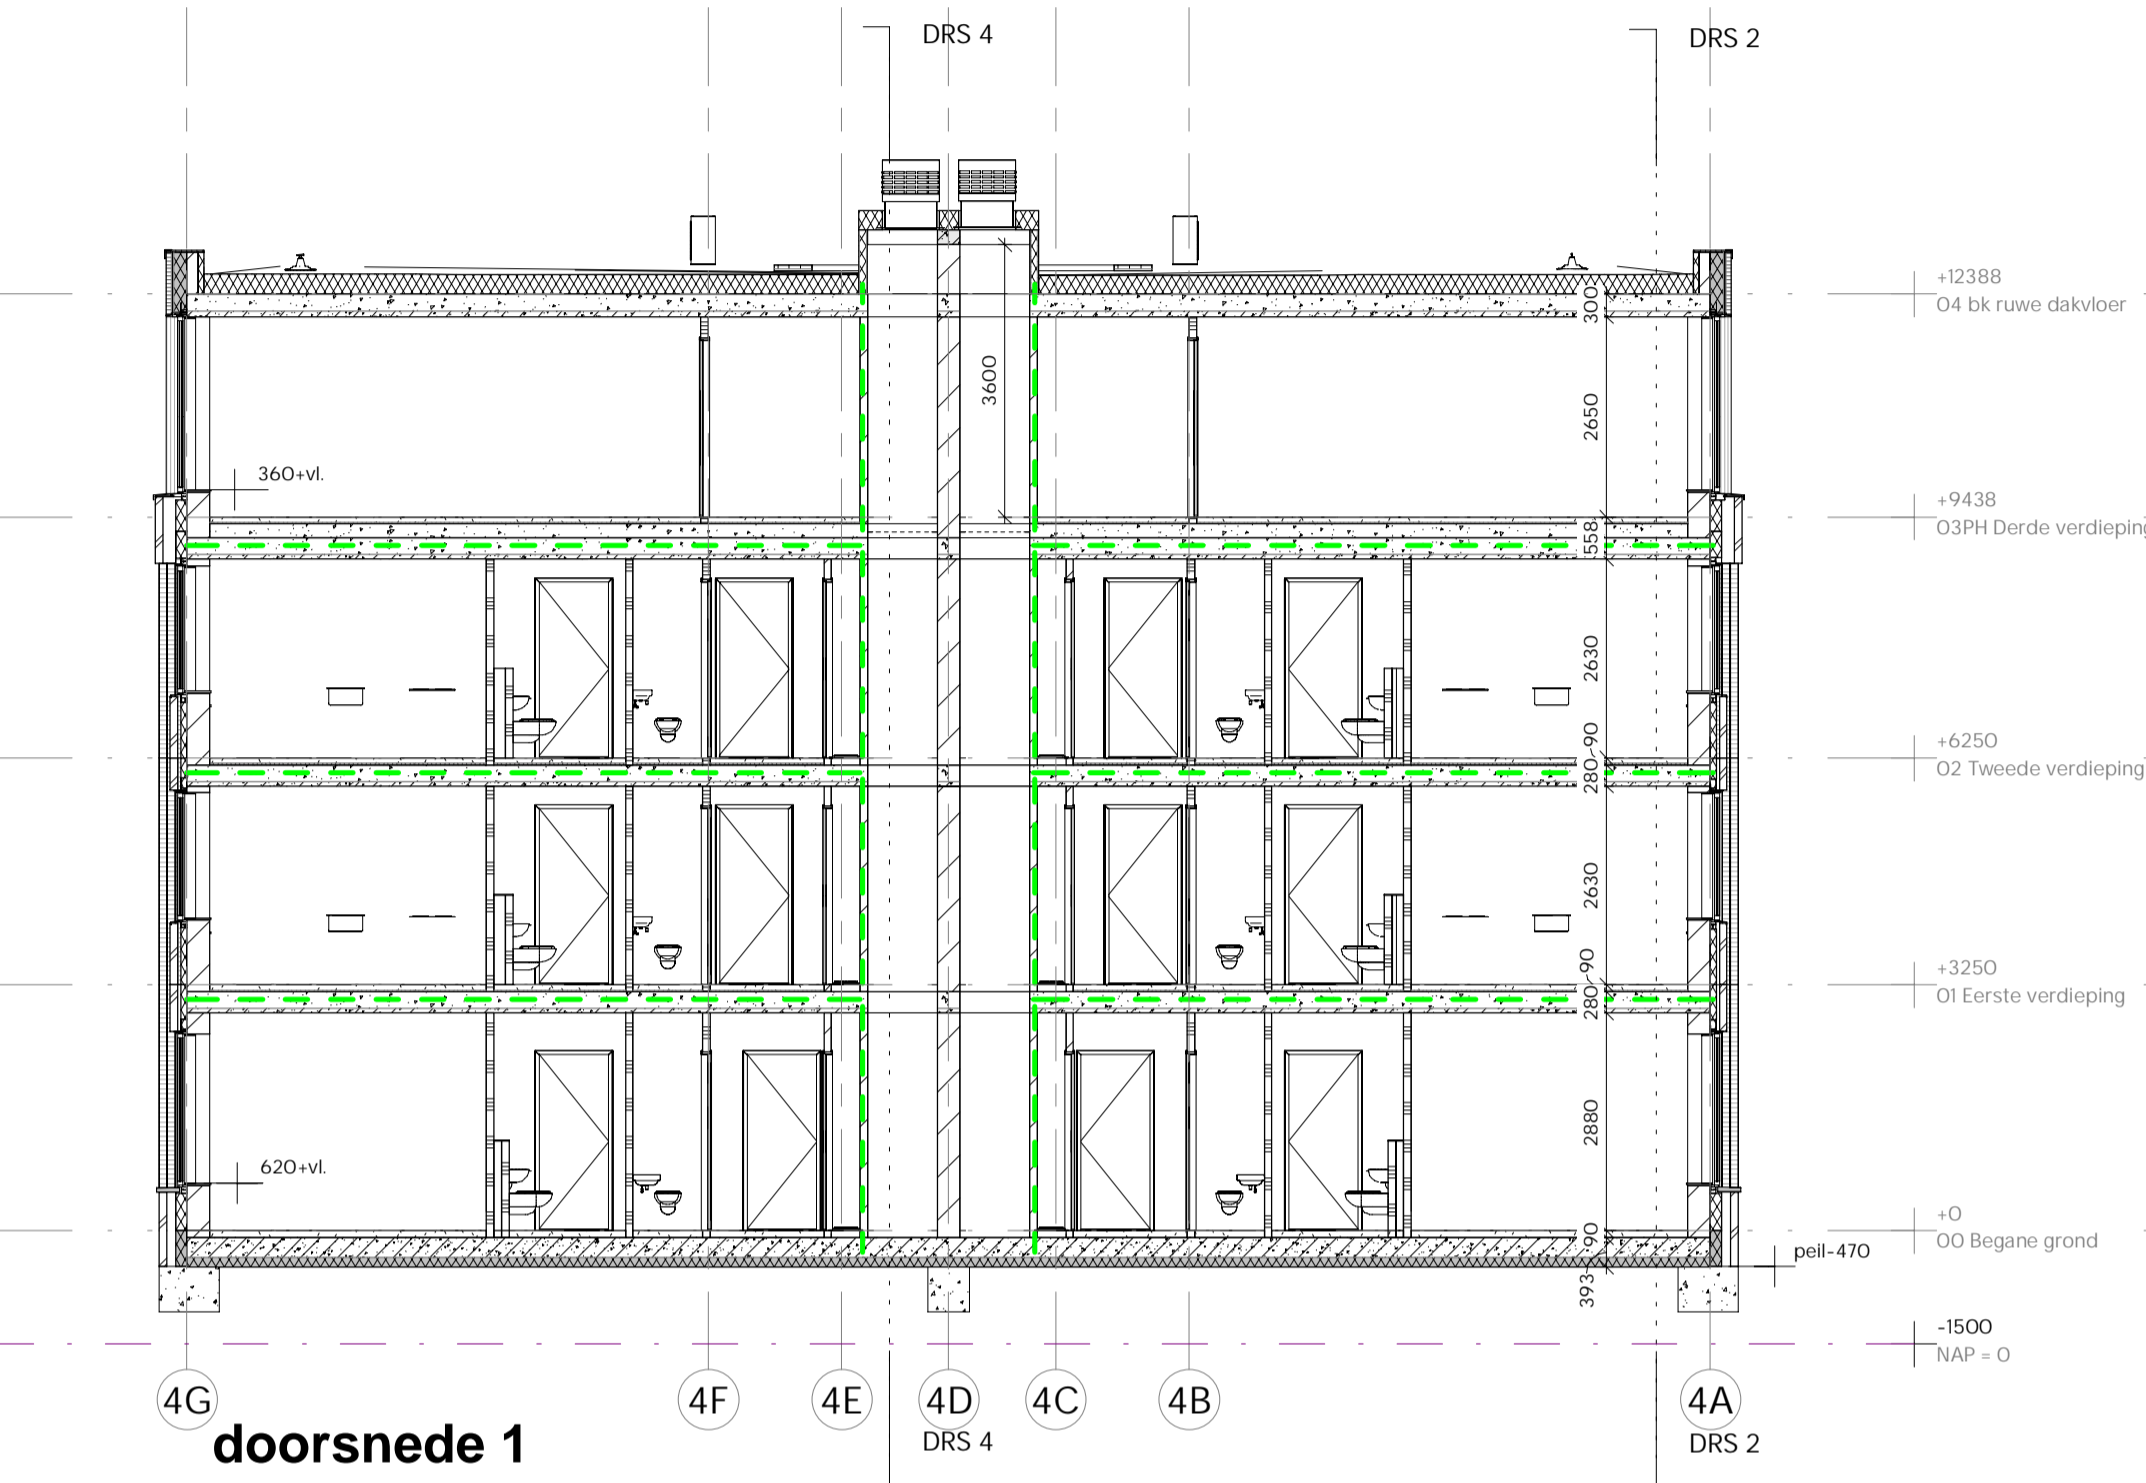 DRS 4
DRS 2
+12388
04 bk ruwe dakvloer
300
3600
2650
360+vl.
+9438
03PH Derde verdieping
558
2630
+6250
02 Tweede verdieping
90
280
2630
+3250
01 Eerste verdieping
90
280
2880
620+vl.
+0
00 Begane grond
90
peil-470
393
-1500
NAP = 0
4G
4F
4E
4D
4C
4B
4A
doorsnede 1
DRS 4
DRS 2